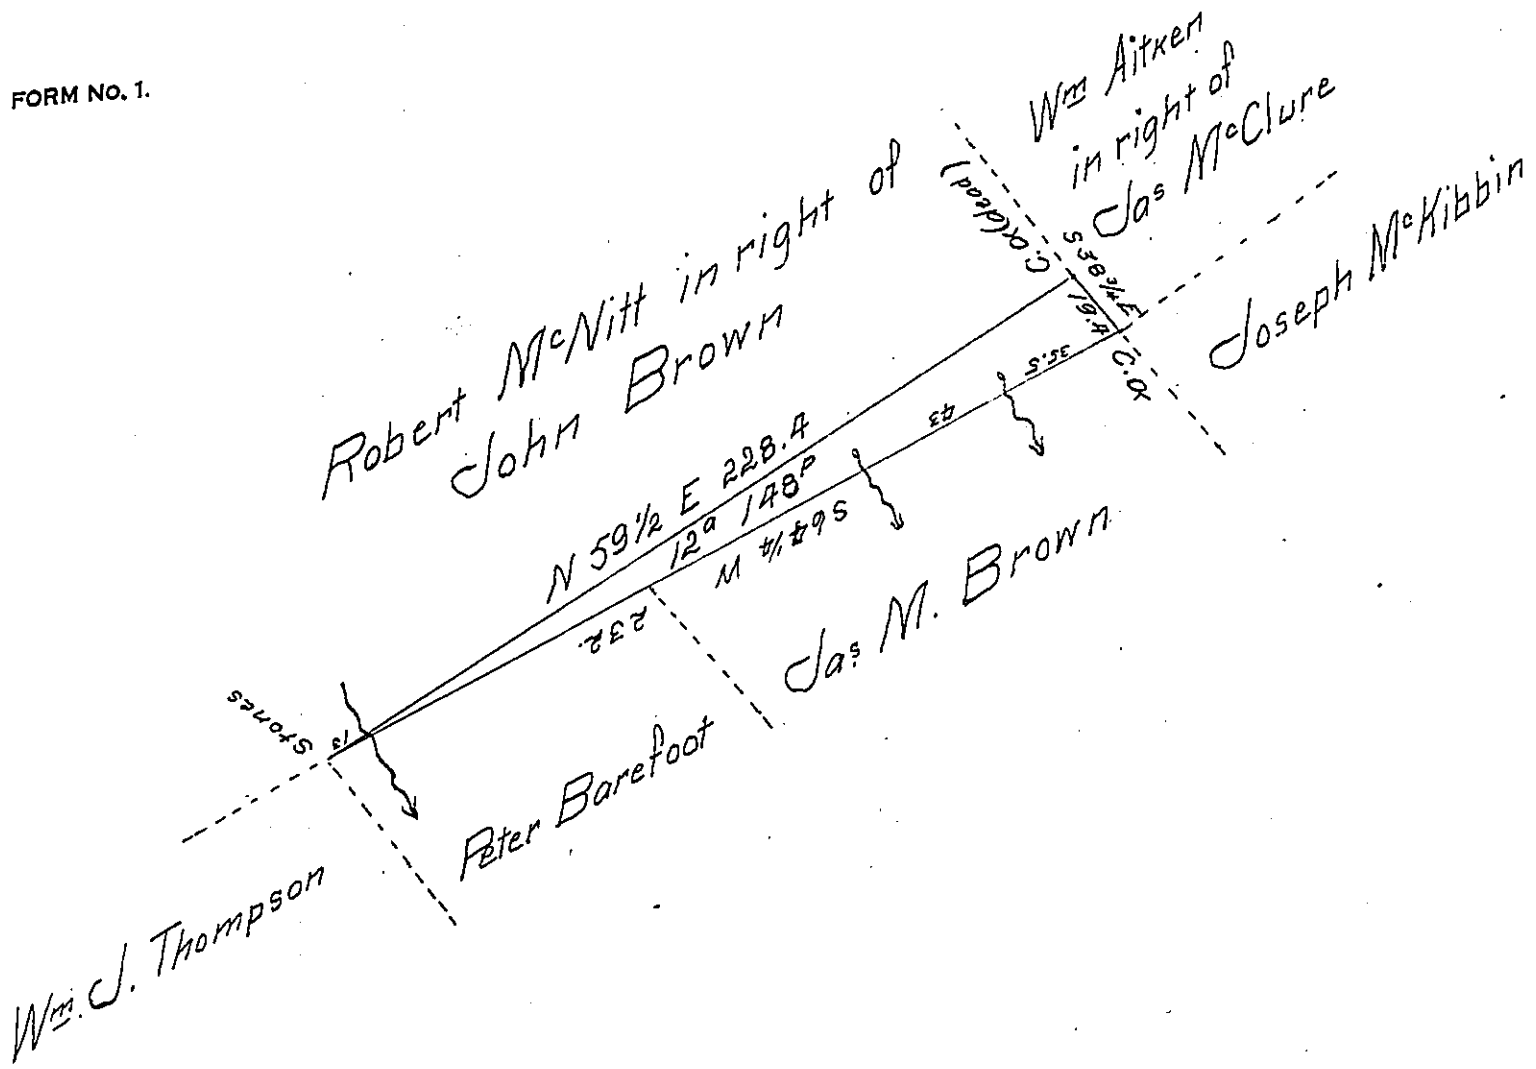 FORM No. 1.
Wm Aitken
in right of
Jas McClure
Robert McNitt in right of
John Brown
C.O.(dead)
S 38¾ E
19.4
C.O.
Joseph McKibbin
35.5
43
N 59½ E 228.4
12a 148P
S 64¼ W
232.
Jas. M. Brown
Stones
13
Peter Barefoot
Wm. J. Thompson